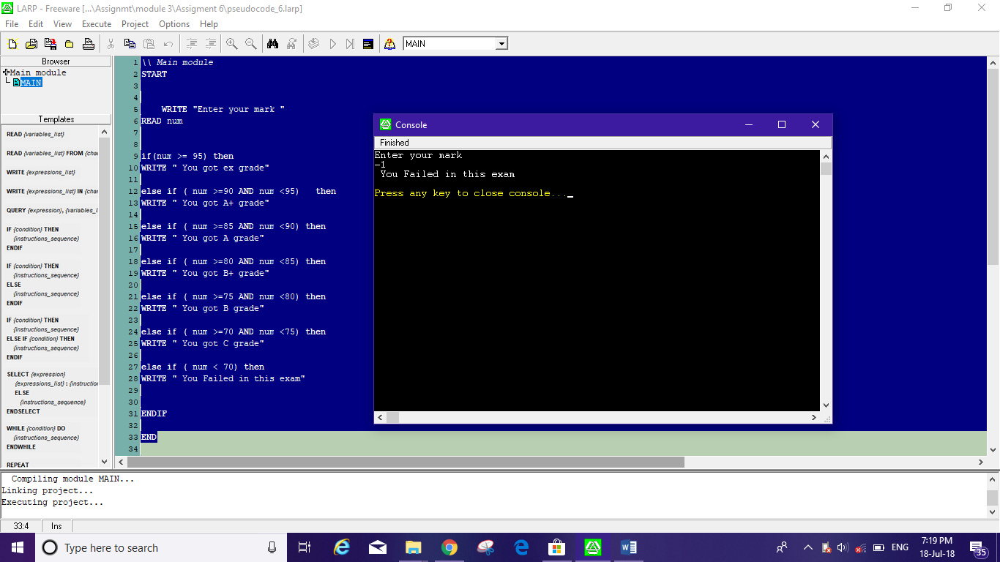 LARP - Freeware [...\Assignmt\module 3\Assigment 6\pseudocode_6.larp]
File Edit View Execute Project Options Help
MAIN
Browser
Main module
MAIN
Templates
READ {variables_list}
READ {variables_list} FROM {chan
WRITE {expressions_list}
WRITE {expressions_list} IN {chan
QUERY {expression}, {variables_l
IF {condition} THEN
{instructions_sequence}
ENDIF
IF {condition} THEN
{instructions_sequence}
ELSE
{instructions_sequence}
ENDIF
IF {condition} THEN
{instructions_sequence}
ELSE IF {condition} THEN
{instructions_sequence}
ENDIF
SELECT {expression}
{expressions_list} : {instruction
ELSE
{instructions_sequence}
ENDSELECT
WHILE {condition} DO
{instructions_sequence}
ENDWHILE
REPEAT
1 \\ Main module
2 START
3
4
5 WRITE "Enter your mark "
6 READ num
7
8
9 if(num >= 95) then
10 WRITE " You got ex grade"
11
12 else if ( num >=90 AND num <95) then
13 WRITE " You got A+ grade"
14
15 else if ( num >=85 AND num <90) then
16 WRITE " You got A grade"
17
18 else if ( num >=80 AND num <85) then
19 WRITE " You got B+ grade"
20
21 else if ( num >=75 AND num <80) then
22 WRITE " You got B grade"
23
24 else if ( num >=70 AND num <75) then
25 WRITE " You got C grade"
26
27 else if ( num < 70) then
28 WRITE " You Failed in this exam"
29
30
31 ENDIF
32
33 END
34
Console
Finished
Enter your mark
-1
You Failed in this exam
Press any key to close console..._
Compiling module MAIN...
Linking project...
Executing project...
33:4 Ins
Type here to search
ENG
7:19 PM
18-Jul-18
35